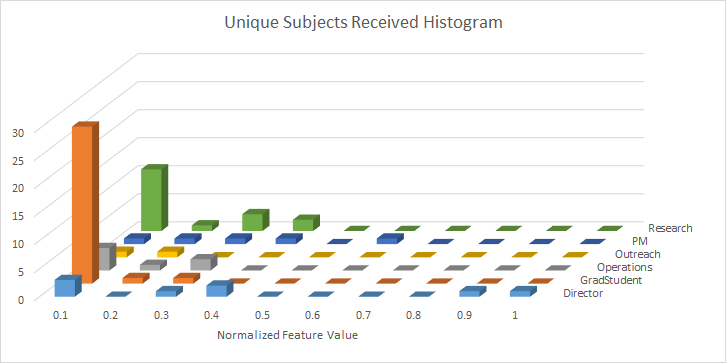 Unique Subjects Received Histogram
30
25
20
15
10
5
0
Research
PM
Outreach
Operations
GradStudent
Director
0.1 0.2 0.3 0.4 0.5 0.6 0.7 0.8 0.9 1
Normalized Feature Value